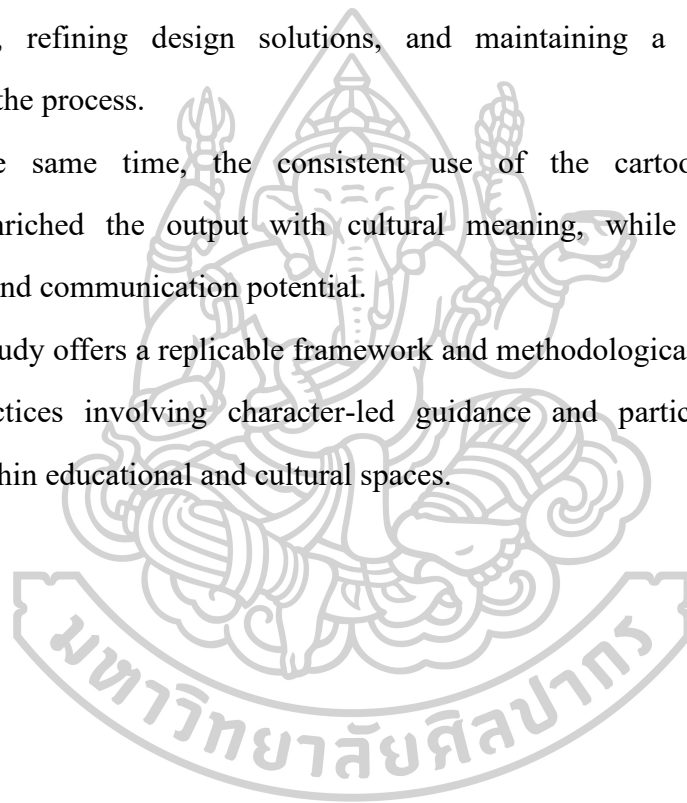 , refining design solutions, and maintaining a
the process.
e same time, the consistent use of the cartoo
nriched the output with cultural meaning, while
nd communication potential.
udy offers a replicable framework and methodologica
ctices involving character-led guidance and partic
hin educational and cultural spaces.
มหาวิทยาลัยศิลปากร